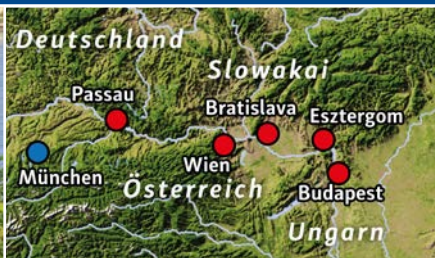 Deutschland
Slowakai
Passau
Bratislava
Esztergom
Wien
München
Österreich
Budapest
Ungarn